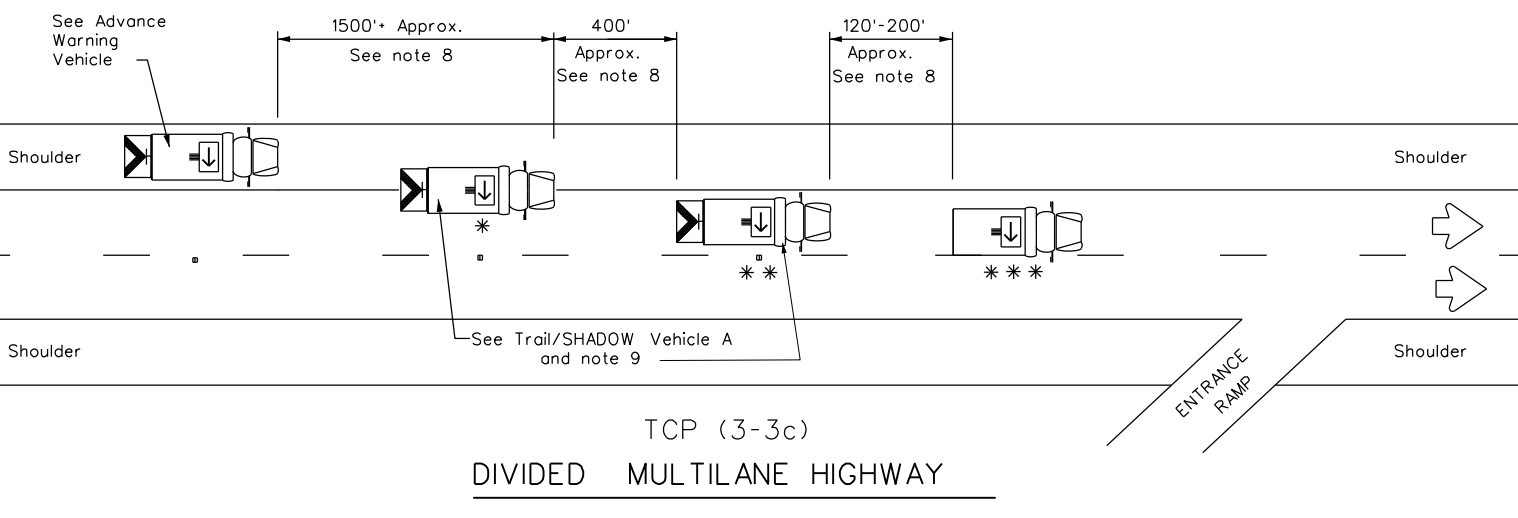 See Advance
Warning
Vehicle
1500'+ Approx.
See note 8
400'
Approx.
See note 8
120'-200'
Approx.
See note 8
Shoulder
Shoulder
*
* *
* * *
See Trail/SHADOW Vehicle A
and note 9
Shoulder
Shoulder
ENTRANCE
RAMP
TCP (3-3c)
DIVIDED MULTILANE HIGHWAY